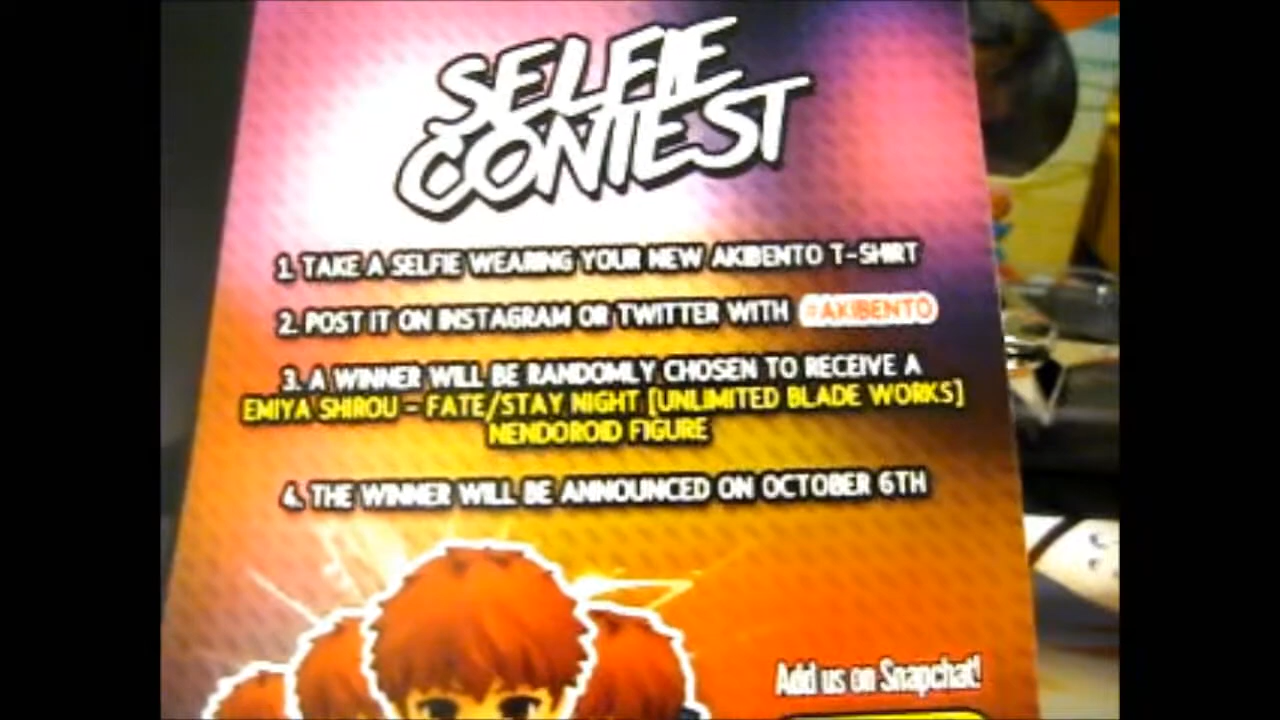 SELFIE
CONTEST
1. TAKE A SELFIE WEARING YOUR NEW AKIBENTO T-SHIRT
2. POST IT ON INSTAGRAM OR TWITTER WITH #AKIBENTO
3. A WINNER WILL BE RANDOMLY CHOSEN TO RECEIVE A
EMIYA SHIROU - FATE/STAY NIGHT [UNLIMITED BLADE WORKS]
NENDOROID FIGURE
4. THE WINNER WILL BE ANNOUNCED ON OCTOBER 6TH
Add us on Snapchat!